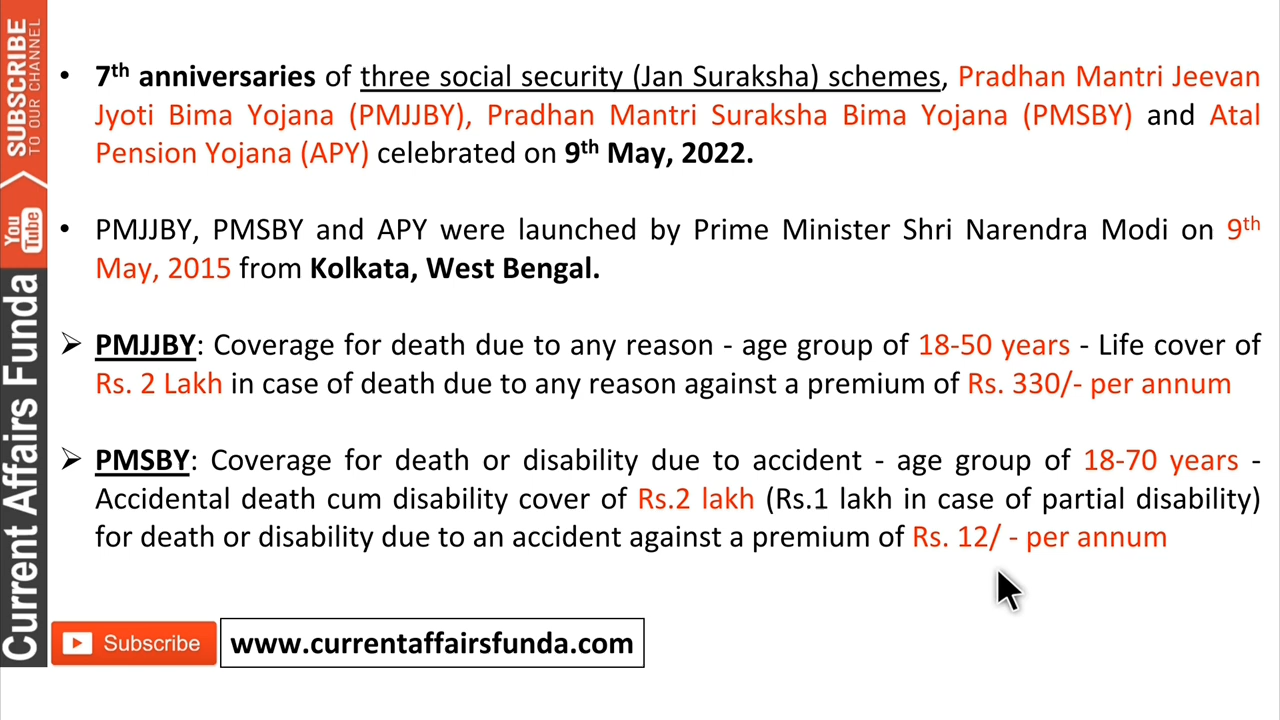 • 7th anniversaries of three social security (Jan Suraksha) schemes, Pradhan Mantri Jeevan
Jyoti Bima Yojana (PMJJBY), Pradhan Mantri Suraksha Bima Yojana (PMSBY) and Atal
Pension Yojana (APY) celebrated on 9th May, 2022.
• PMJJBY, PMSBY and APY were launched by Prime Minister Shri Narendra Modi on 9th
May, 2015 from Kolkata, West Bengal.
➢ PMJJBY: Coverage for death due to any reason - age group of 18-50 years - Life cover of
Rs. 2 Lakh in case of death due to any reason against a premium of Rs. 330/- per annum
➢ PMSBY: Coverage for death or disability due to accident - age group of 18-70 years -
Accidental death cum disability cover of Rs.2 lakh (Rs.1 lakh in case of partial disability)
for death or disability due to an accident against a premium of Rs. 12/ - per annum
SUBSCRIBE
TO OUR CHANNEL
You
Tube
Current Affairs Funda
Subscribe
www.currentaffairsfunda.com